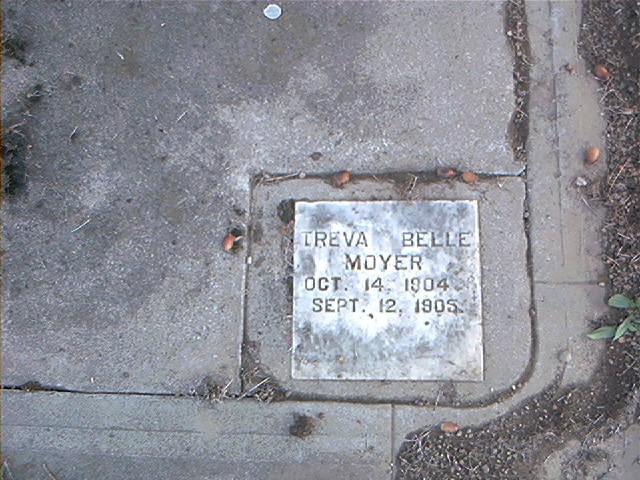 TREVA BELLE
MOYER
OCT. 14, 1904
SEPT. 12, 1905.